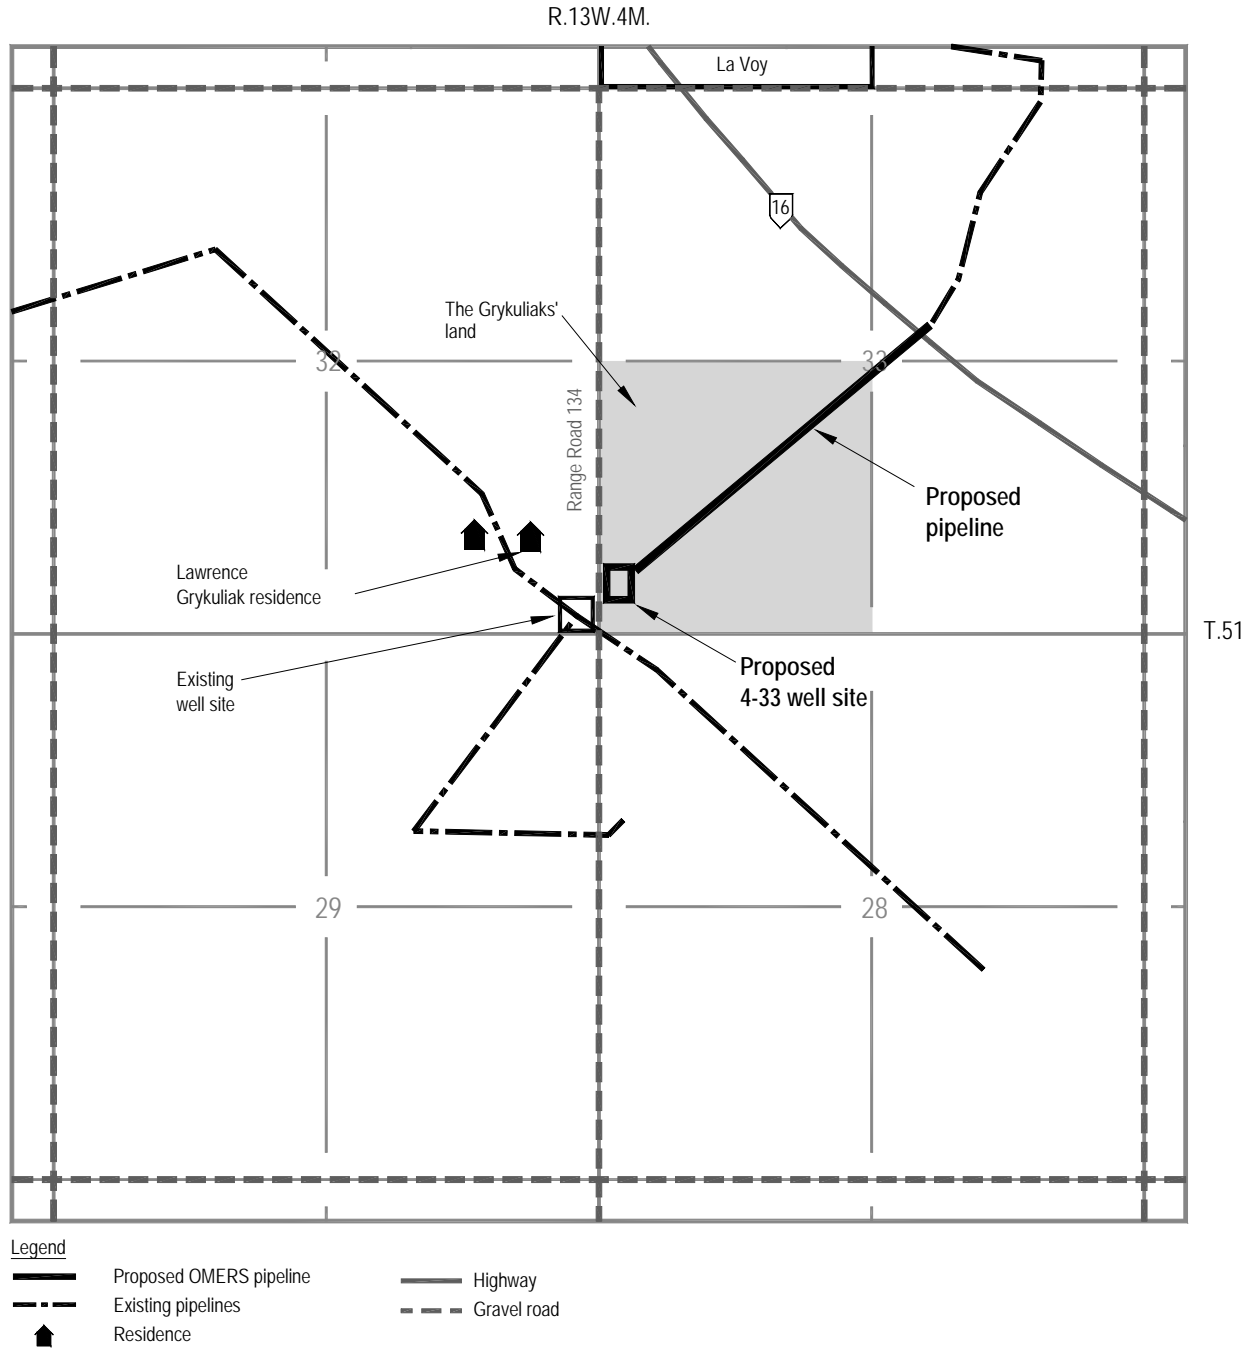 R.13W.4M.
La Voy
16
The Grykuliaks'
land
32
33
Range Road 134
Proposed
pipeline
Lawrence
Grykuliak residence
T.51
Existing
well site
Proposed
4-33 well site
29
28
Legend
Proposed OMERS pipeline
Existing pipelines
Residence
Highway
Gravel road